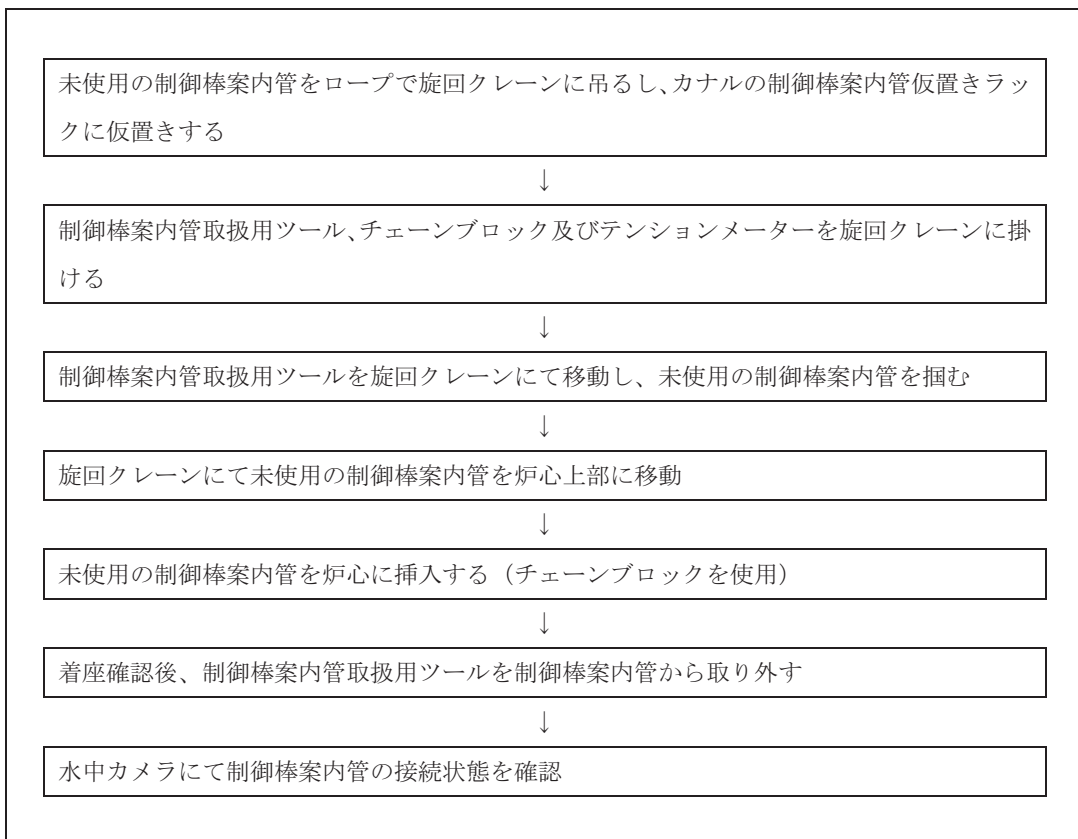 未使用の制御棒案内管をロープで旋回クレーンに吊るし、カナルの制御棒案内管仮置きラッ
クに仮置きする
↓
制御棒案内管取扱用ツール、チェーンブロック及びテンションメーターを旋回クレーンに掛
ける
↓
制御棒案内管取扱用ツールを旋回クレーンにて移動し、未使用の制御棒案内管を掴む
↓
旋回クレーンにて未使用の制御棒案内管を炉心上部に移動
↓
未使用の制御棒案内管を炉心に挿入する（チェーンブロックを使用）
↓
着座確認後、制御棒案内管取扱用ツールを制御棒案内管から取り外す
↓
水中カメラにて制御棒案内管の接続状態を確認